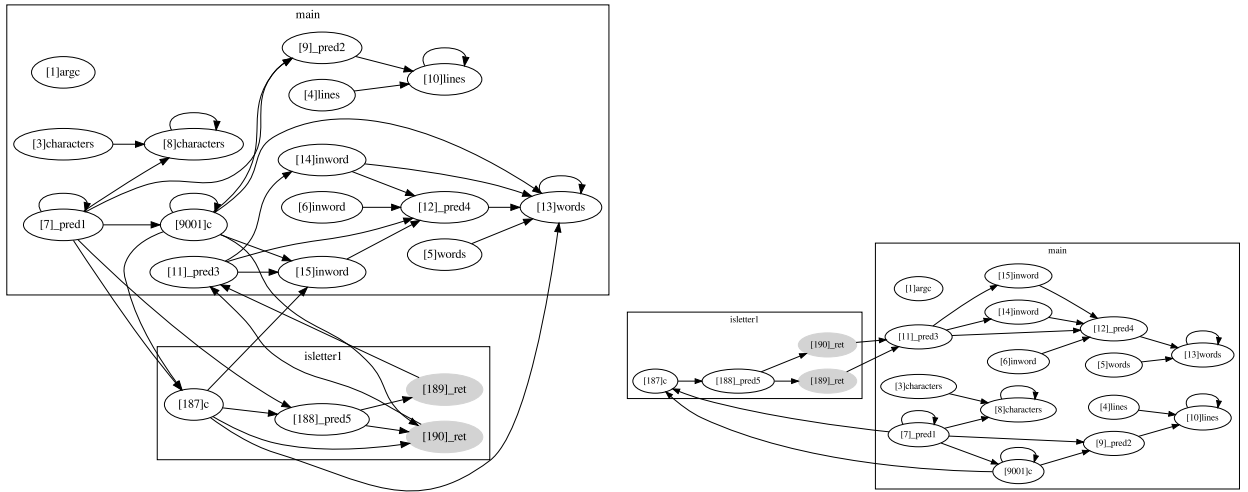 main
[9]_pred2
[1]argc
[10]lines
[4]lines
[3]characters
[8]characters
[14]inword
[6]inword
[12]_pred4
[13]words
[7]_pred1
[9001]c
[5]words
[11]_pred3
[15]inword
isletter1
[189]_ret
[187]c
[188]_pred5
[190]_ret
main
[15]inword
[1]argc
[14]inword
isletter1
[11]_pred3
[12]_pred4
[190]_ret
[13]words
[6]inword
[5]words
[187]c
[188]_pred5
[189]_ret
[3]characters
[8]characters
[4]lines
[10]lines
[7]_pred1
[9]_pred2
[9001]c